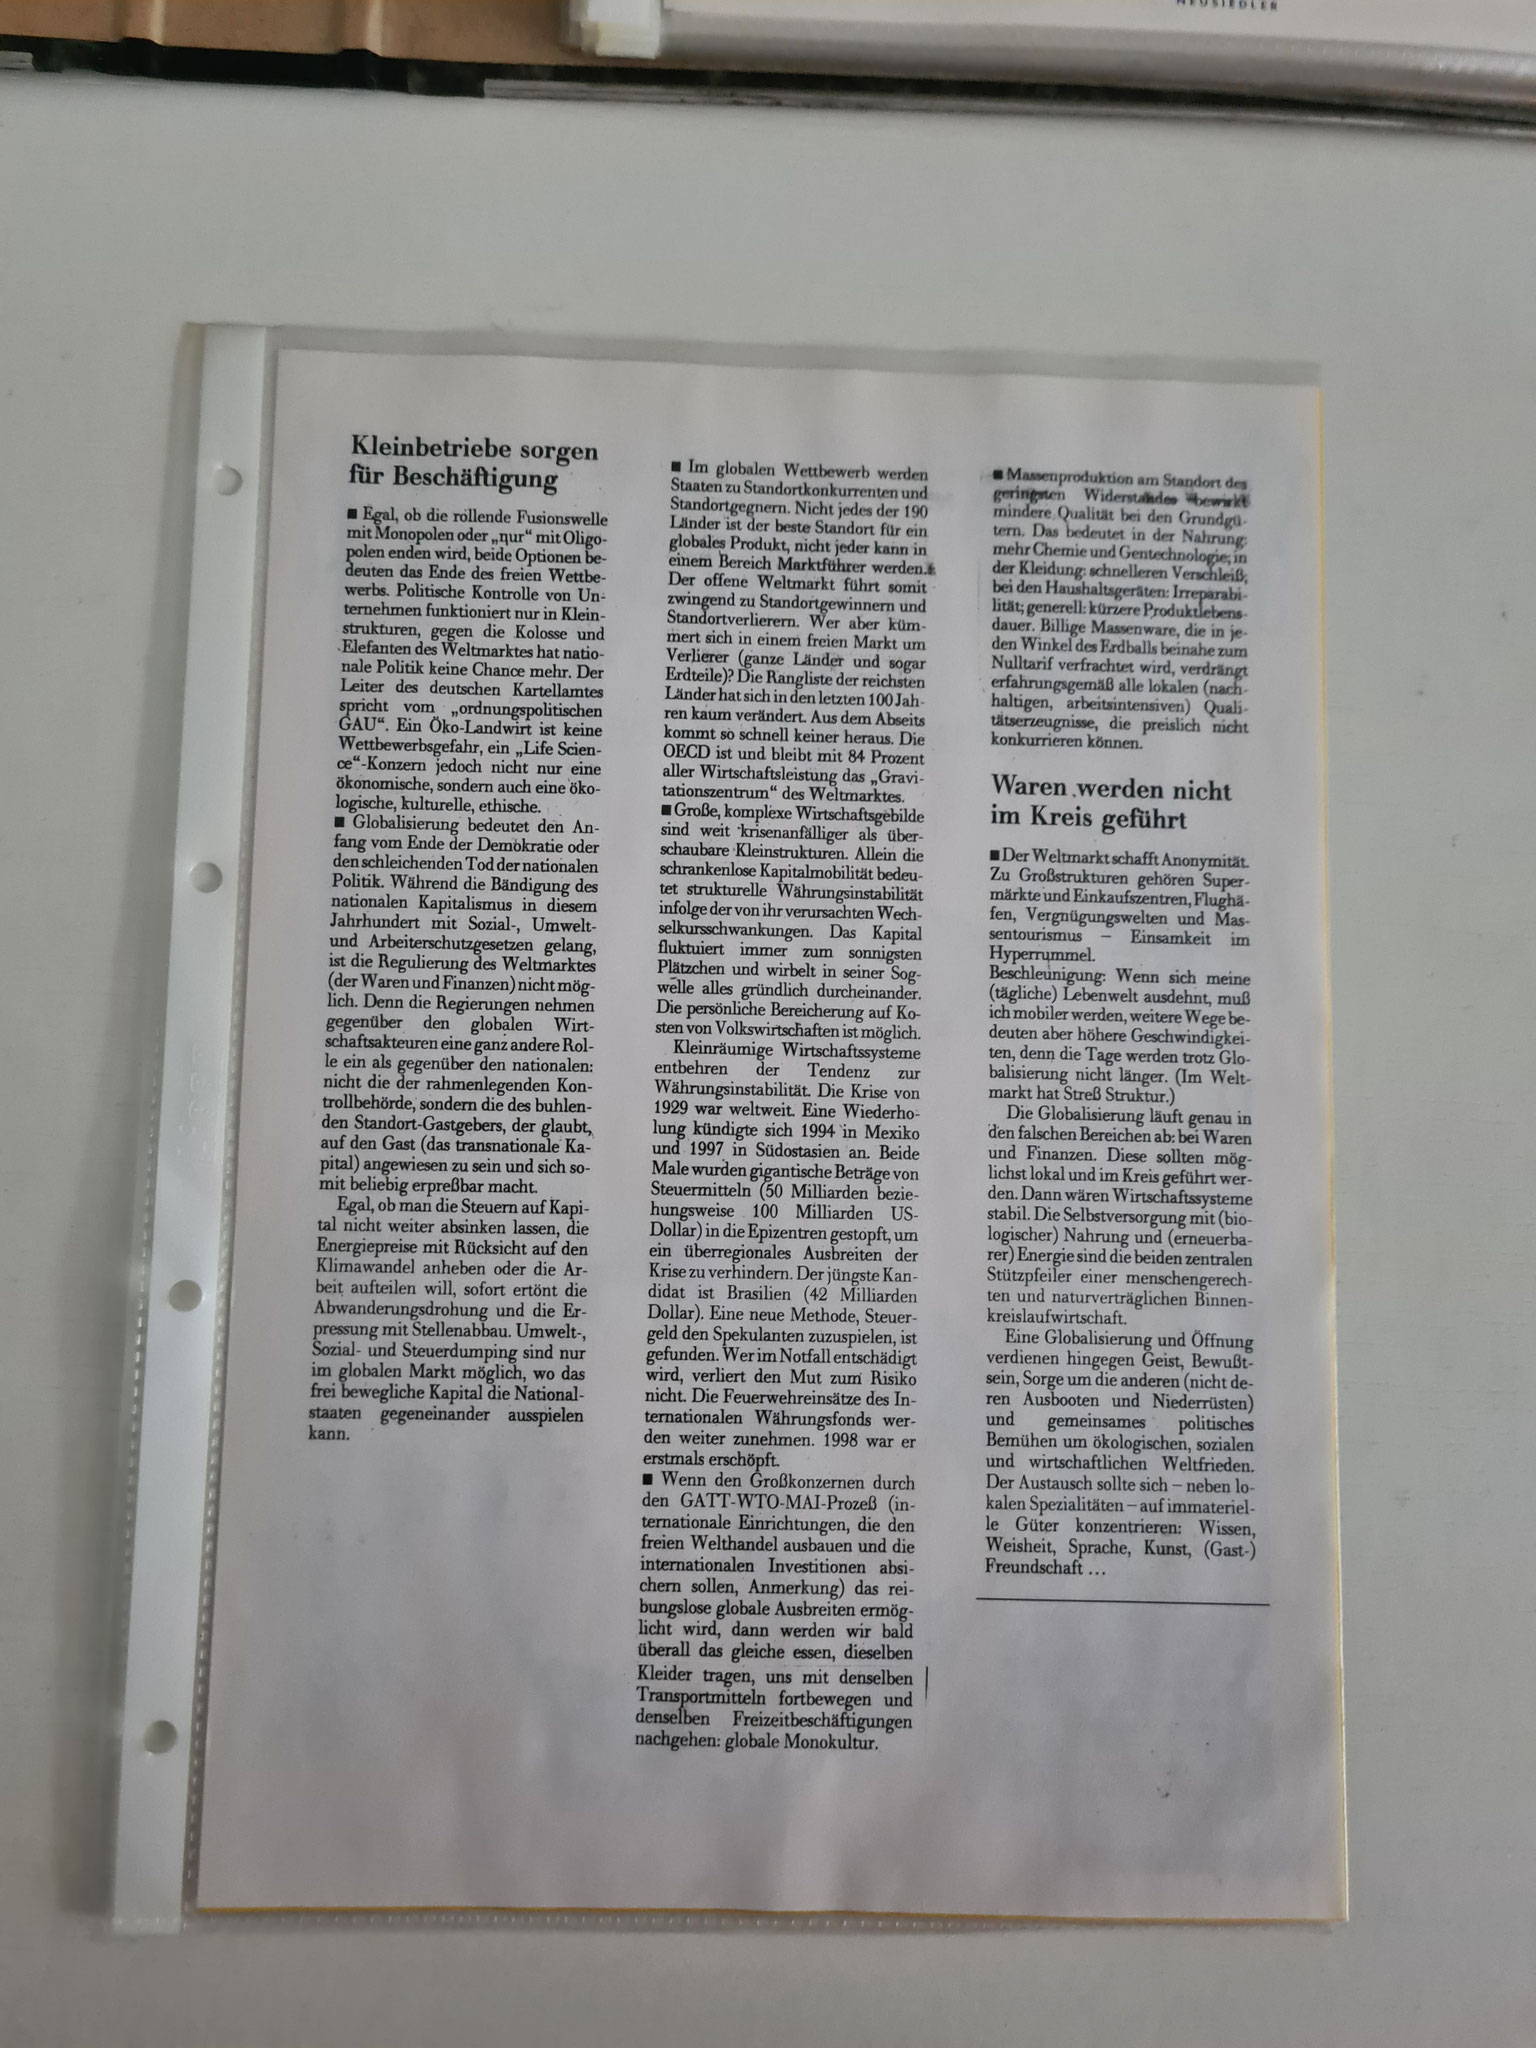 NEUSIEDLER
Kleinbetriebe sorgen
für Beschäftigung
■ Egal, ob die rollende Fusionswelle
mit Monopolen oder „nur“ mit Oligo-
polen enden wird, beide Optionen be-
deuten das Ende des freien Wettbe-
werbs. Politische Kontrolle von Un-
ternehmen funktioniert nur in Klein-
strukturen, gegen die Kolosse und
Elefanten des Weltmarktes hat natio-
nale Politik keine Chance mehr. Der
Leiter des deutschen Kartellamtes
spricht vom „ordnungspolitischen
GAU“. Ein Öko-Landwirt ist keine
Wettbewerbsgefahr, ein „Life Scien-
ce“-Konzern jedoch nicht nur eine
ökonomische, sondern auch eine öko-
logische, kulturelle, ethische.
■ Globalisierung bedeutet den An-
fang vom Ende der Demokratie oder
den schleichenden Tod der nationalen
Politik. Während die Bändigung des
nationalen Kapitalismus in diesem
Jahrhundert mit Sozial-, Umwelt-
und Arbeiterschutzgesetzen gelang,
ist die Regulierung des Weltmarktes
(der Waren und Finanzen) nicht mög-
lich. Denn die Regierungen nehmen
gegenüber den globalen Wirt-
schaftsakteuren eine ganz andere Rol-
le ein als gegenüber den nationalen:
nicht die der rahmenlegenden Kon-
trollbehörde, sondern die des buhlen-
den Standort-Gastgebers, der glaubt,
auf den Gast (das transnationale Ka-
pital) angewiesen zu sein und sich so-
mit beliebig erpreßbar macht.
Egal, ob man die Steuern auf Kapi-
tal nicht weiter absinken lassen, die
Energiepreise mit Rücksicht auf den
Klimawandel anheben oder die Ar-
beit aufteilen will, sofort ertönt die
Abwanderungsdrohung und die Er-
pressung mit Stellenabbau. Umwelt-,
Sozial- und Steuerdumping sind nur
im globalen Markt möglich, wo das
frei bewegliche Kapital die National-
staaten gegeneinander ausspielen
kann.
■ Im globalen Wettbewerb werden
Staaten zu Standortkonkurrenten und
Standortgegnern. Nicht jedes der 190
Länder ist der beste Standort für ein
globales Produkt, nicht jeder kann in
einem Bereich Marktführer werden.
Der offene Weltmarkt führt somit
zwingend zu Standortgewinnern und
Standortverlierern. Wer aber küm-
mert sich in einem freien Markt um
Verlierer (ganze Länder und sogar
Erdteile)? Die Rangliste der reichsten
Länder hat sich in den letzten 100 Jah-
ren kaum verändert. Aus dem Abseits
kommt so schnell keiner heraus. Die
OECD ist und bleibt mit 84 Prozent
aller Wirtschaftsleistung das „Gravi-
tationszentrum“ des Weltmarktes.
■ Große, komplexe Wirtschaftsgebilde
sind weit krisenanfälliger als über-
schaubare Kleinstrukturen. Allein die
schrankenlose Kapitalmobilität bedeu-
tet strukturelle Währungsinstabilität
infolge der von ihr verursachten Wech-
selkursschwankungen. Das Kapital
fluktuiert immer zum sonnigsten
Plätzchen und wirbelt in seiner Sog-
welle alles gründlich durcheinander.
Die persönliche Bereicherung auf Ko-
sten von Volkswirtschaften ist möglich.
Kleinräumige Wirtschaftssysteme
entbehren der Tendenz zur
Währungsinstabilität. Die Krise von
1929 war weltweit. Eine Wiederho-
lung kündigte sich 1994 in Mexiko
und 1997 in Südostasien an. Beide
Male wurden gigantische Beträge von
Steuermitteln (50 Milliarden bezie-
hungsweise 100 Milliarden US-
Dollar) in die Epizentren gestopft, um
ein überregionales Ausbreiten der
Krise zu verhindern. Der jüngste Kan-
didat ist Brasilien (42 Milliarden
Dollar). Eine neue Methode, Steuer-
geld den Spekulanten zuzuspielen, ist
gefunden. Wer im Notfall entschädigt
wird, verliert den Mut zum Risiko
nicht. Die Feuerwehreinsätze des In-
ternationalen Währungsfonds wer-
den weiter zunehmen. 1998 war er
erstmals erschöpft.
■ Wenn den Großkonzernen durch
den GATT-WTO-MAI-Prozeß (in-
ternationale Einrichtungen, die den
freien Welthandel ausbauen und die
internationalen Investitionen absi-
chern sollen, Anmerkung) das rei-
bungslose globale Ausbreiten ermög-
licht wird, dann werden wir bald
überall das gleiche essen, dieselben
Kleider tragen, uns mit denselben
Transportmitteln fortbewegen und
denselben Freizeitbeschäftigungen
nachgehen: globale Monokultur.
■ Massenproduktion am Standort des
geringsten Widerstandes bewirkt
mindere Qualität bei den Grundgü-
tern. Das bedeutet in der Nahrung:
mehr Chemie und Gentechnologie; in
der Kleidung: schnelleren Verschleiß;
bei den Haushaltsgeräten: Irreparabi-
lität; generell: kürzere Produktlebens-
dauer. Billige Massenware, die in je-
den Winkel des Erdballs beinahe zum
Nulltarif verfrachtet wird, verdrängt
erfahrungsgemäß alle lokalen (nach-
haltigen, arbeitsintensiven) Quali-
tätserzeugnisse, die preislich nicht
konkurrieren können.
Waren werden nicht
im Kreis geführt
■ Der Weltmarkt schafft Anonymität.
Zu Großstrukturen gehören Super-
märkte und Einkaufszentren, Flughä-
fen, Vergnügungswelten und Mas-
sentourismus – Einsamkeit im
Hyperrummel.
Beschleunigung: Wenn sich meine
(tägliche) Lebenwelt ausdehnt, muß
ich mobiler werden, weitere Wege be-
deuten aber höhere Geschwindigkei-
ten, denn die Tage werden trotz Glo-
balisierung nicht länger. (Im Welt-
markt hat Streß Struktur.)
Die Globalisierung läuft genau in
den falschen Bereichen ab: bei Waren
und Finanzen. Diese sollten mög-
lichst lokal und im Kreis geführt wer-
den. Dann wären Wirtschaftssysteme
stabil. Die Selbstversorgung mit (bio-
logischer) Nahrung und (erneuerba-
rer) Energie sind die beiden zentralen
Stützpfeiler einer menschengerech-
ten und naturverträglichen Binnen-
kreislaufwirtschaft.
Eine Globalisierung und Öffnung
verdienen hingegen Geist, Bewußt-
sein, Sorge um die anderen (nicht de-
ren Ausbooten und Niederrüsten)
und gemeinsames politisches
Bemühen um ökologischen, sozialen
und wirtschaftlichen Weltfrieden.
Der Austausch sollte sich – neben lo-
kalen Spezialitäten – auf immateriel-
le Güter konzentrieren: Wissen,
Weisheit, Sprache, Kunst, (Gast-)
Freundschaft ...